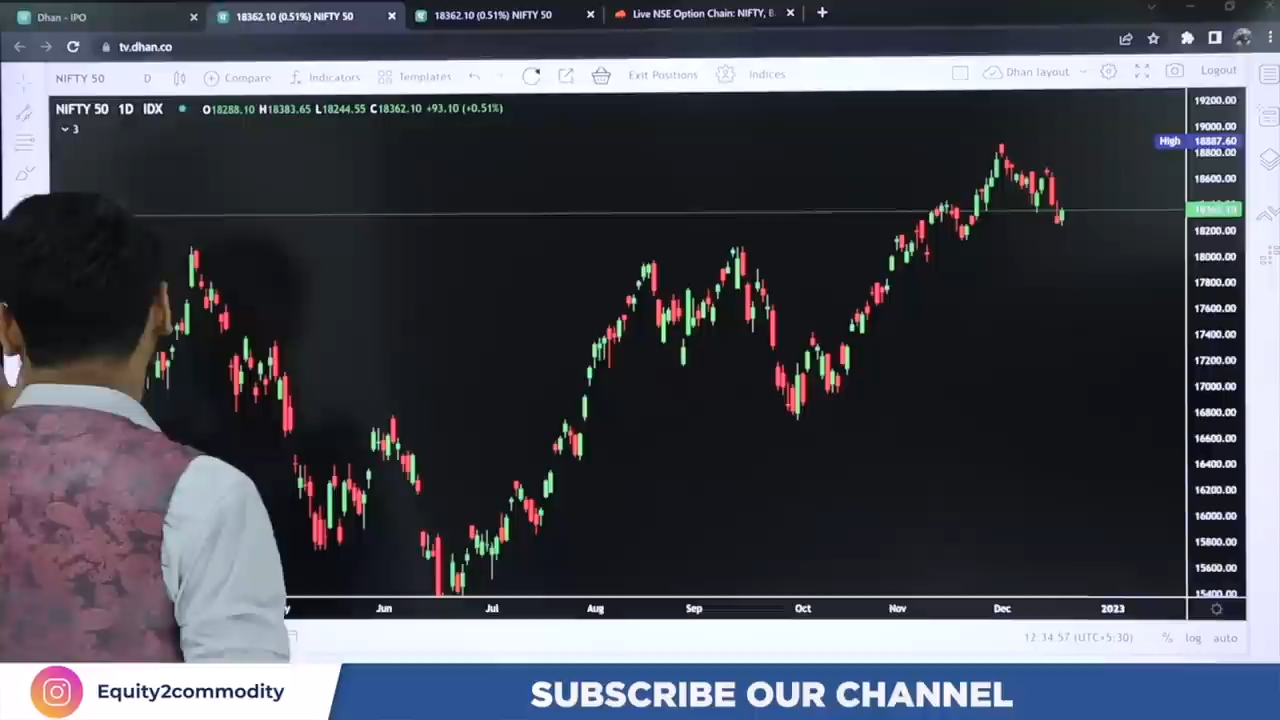 Dhan - IPO
18362.10 (0.51%) NIFTY 50
18362.10 (0.51%) NIFTY 50
Live NSE Option Chain: NIFTY, B
tv.dhan.co
NIFTY 50 D Compare Indicators Templates Exit Positions Indices Dhan layout Logout
NIFTY 50 1D IDX O18288.10 H18383.65 L18244.55 C18362.10 +93.10 (+0.51%)
3
19200.00
19000.00
High 18887.60
18800.00
18600.00
18362.10
18200.00
18000.00
17800.00
17600.00
17400.00
17200.00
17000.00
16800.00
16600.00
16400.00
16200.00
16000.00
15800.00
15600.00
15400.00
Jun Jul Aug Sep Oct Nov Dec 2023
12:34:57 (UTC+5:30) % log auto
Equity2commodity
SUBSCRIBE OUR CHANNEL